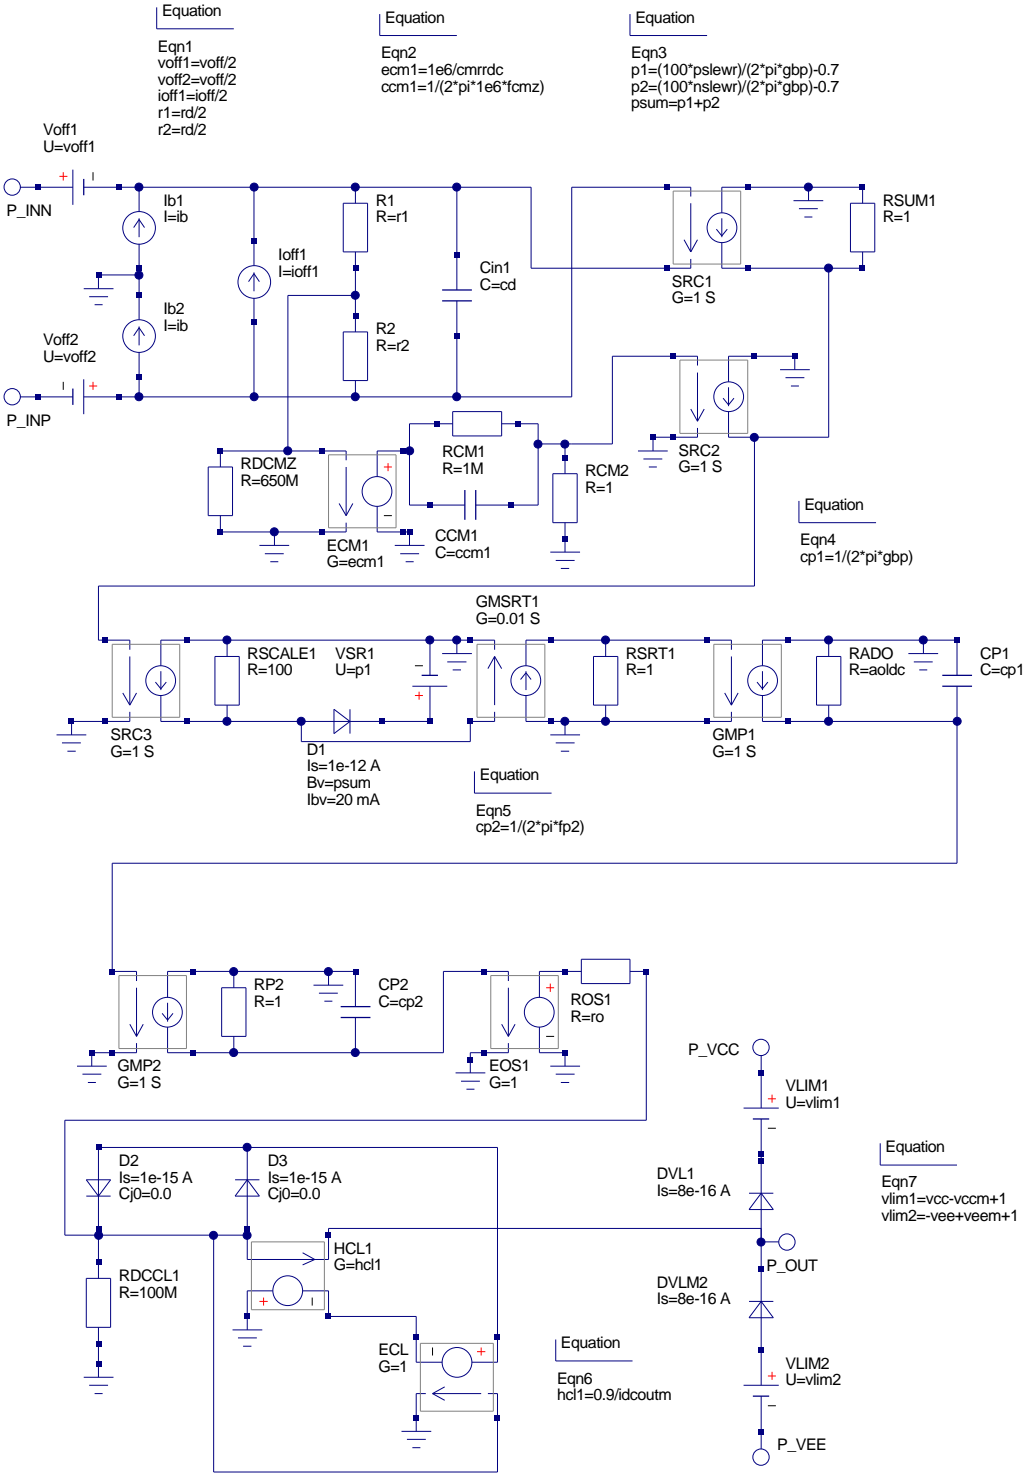 Equation
Eqn1
voff1=voff/2
voff2=voff/2
ioff1=ioff/2
r1=rd/2
r2=rd/2
Equation
Eqn2
ecm1=1e6/cmrrdc
ccm1=1/(2*pi*1e6*fcmz)
Equation
Eqn3
p1=(100*pslewr)/(2*pi*gbp)-0.7
p2=(100*nslewr)/(2*pi*gbp)-0.7
psum=p1+p2
Voff1
U=voff1
P_INN
Ib1
I=ib
Ioff1
I=ioff1
R1
R=r1
Cin1
C=cd
SRC1
G=1 S
RSUM1
R=1
Ib2
I=ib
Voff2
U=voff2
P_INP
R2
R=r2
SRC2
G=1 S
RDCMZ
R=650M
ECM1
G=ecm1
RCM1
R=1M
CCM1
C=ccm1
RCM2
R=1
Equation
Eqn4
cp1=1/(2*pi*gbp)
SRC3
G=1 S
RSCALE1
R=100
VSR1
U=p1
D1
Is=1e-12 A
Bv=psum
Ibv=20 mA
GMSRT1
G=0.01 S
RSRT1
R=1
GMP1
G=1 S
RADO
R=aoldc
CP1
C=cp1
Equation
Eqn5
cp2=1/(2*pi*fp2)
GMP2
G=1 S
RP2
R=1
CP2
C=cp2
EOS1
G=1
ROS1
R=ro
P_VCC
VLIM1
U=vlim1
DVL1
Is=8e-16 A
Equation
Eqn7
vlim1=vcc-vccm+1
vlim2=-vee+veem+1
D2
Is=1e-15 A
Cj0=0.0
D3
Is=1e-15 A
Cj0=0.0
HCL1
G=hcl1
P_OUT
RDCCL1
R=100M
DVLM2
Is=8e-16 A
ECL
G=1
Equation
Eqn6
hcl1=0.9/idcoutm
VLIM2
U=vlim2
P_VEE